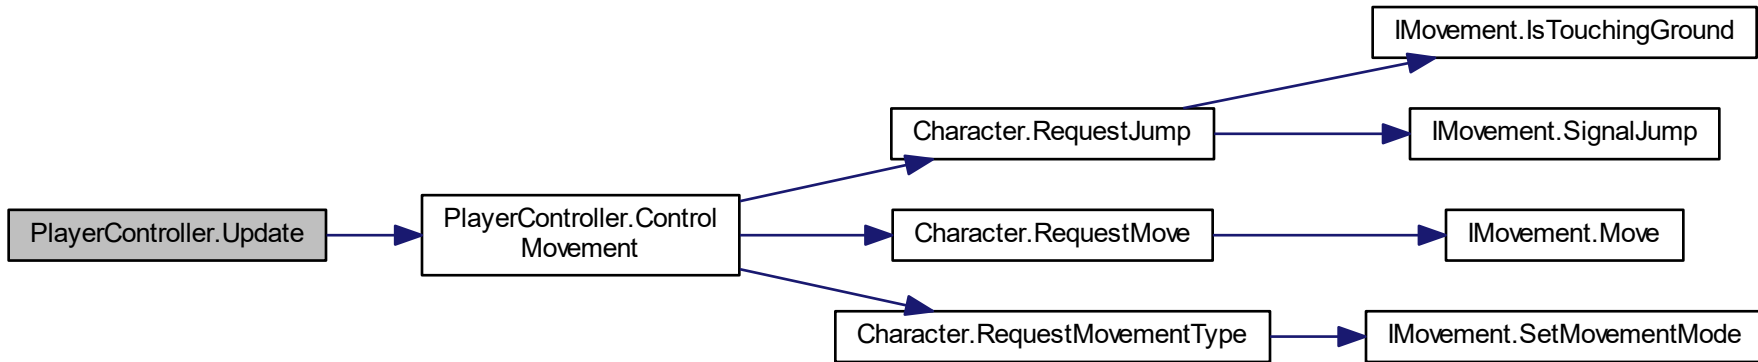 IMovement.IsTouchingGround
Character.RequestJump
IMovement.SignalJump
PlayerController.Update
PlayerController.Control
Movement
Character.RequestMove
IMovement.Move
Character.RequestMovementType
IMovement.SetMovementMode